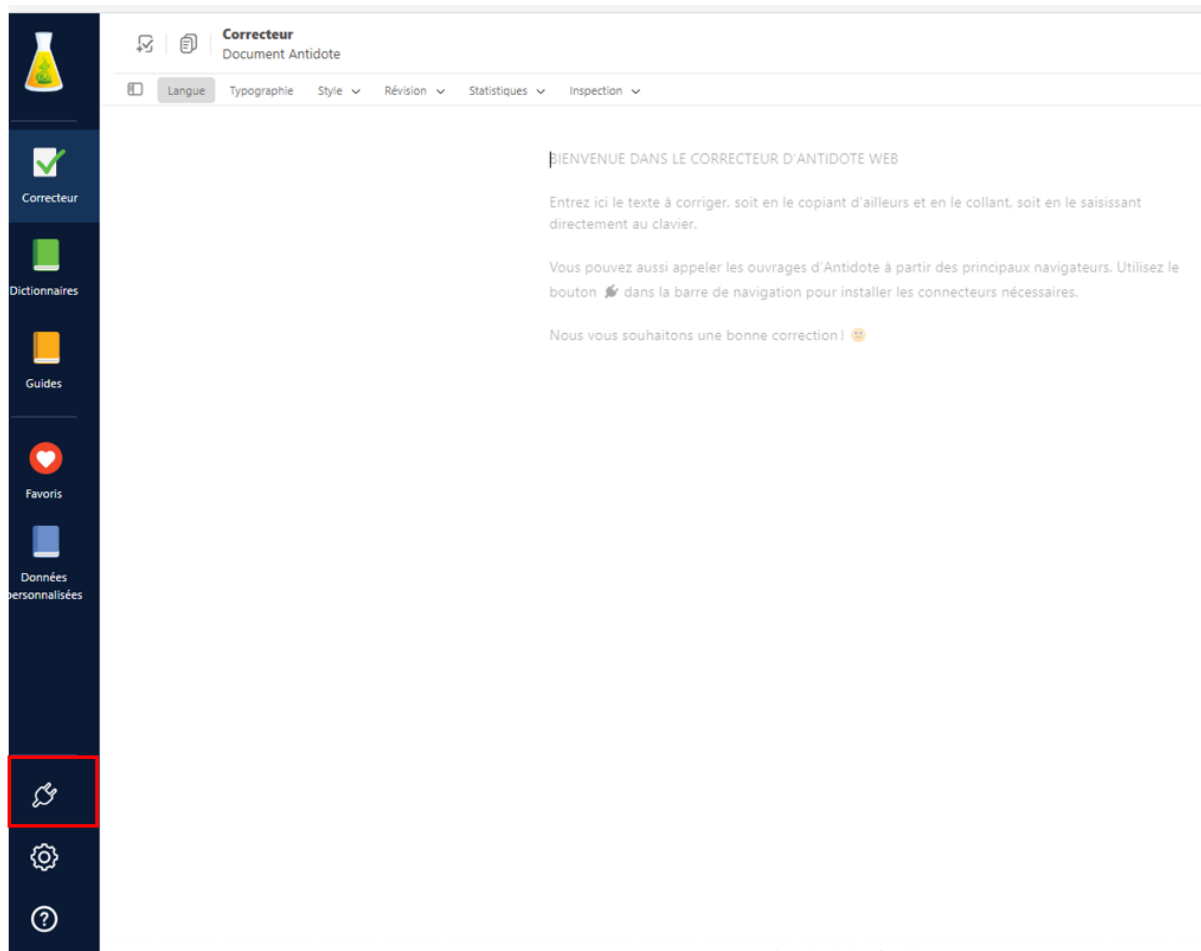 Correcteur
Document Antidote
Langue Typographie Style Révision Statistiques Inspection
Correcteur
Dictionnaires
Guides
Favoris
Données
personnalisées
BIENVENUE DANS LE CORRECTEUR D'ANTIDOTE WEB
Entrez ici le texte à corriger, soit en le copiant d'ailleurs et en le collant, soit en le saisissant
directement au clavier.
Vous pouvez aussi appeler les ouvrages d'Antidote à partir des principaux navigateurs. Utilisez le
bouton dans la barre de navigation pour installer les connecteurs nécessaires.
Nous vous souhaitons une bonne correction ! 🙂